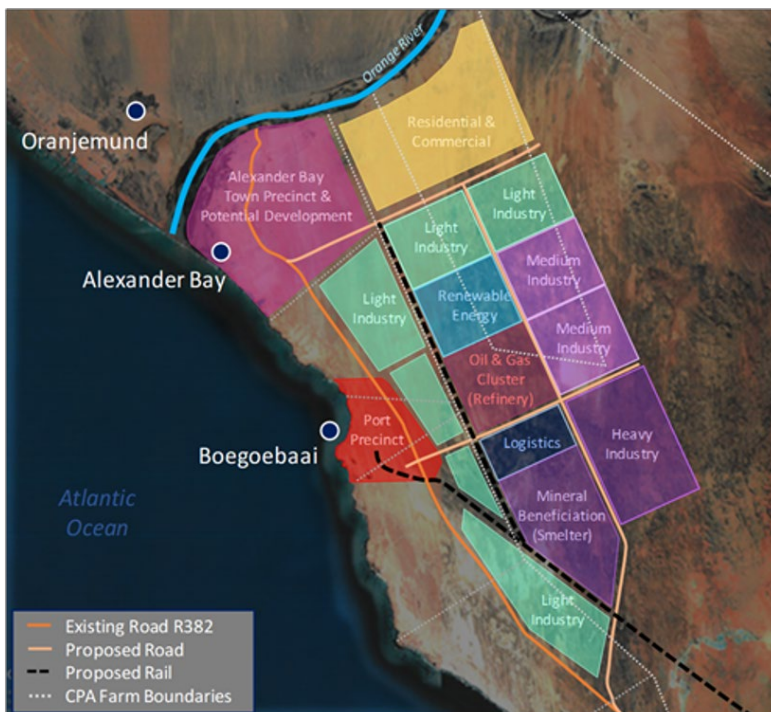 Orange River
Oranjemund
Residential &
Commercial
Alexander Bay
Town Precinct &
Potential Development
Light
Industry
Light
Industry
Alexander Bay
Medium
Industry
Light
Industry
Renewable
Energy
Medium
Industry
Oil & Gas
Cluster
(Refinery)
Port
Precinct
Boegoebaai
Logistics
Heavy
Industry
Atlantic
Ocean
Mineral
Beneficiation
(Smelter)
Light
Industry
Existing Road R382
Proposed Road
Proposed Rail
CPA Farm Boundaries